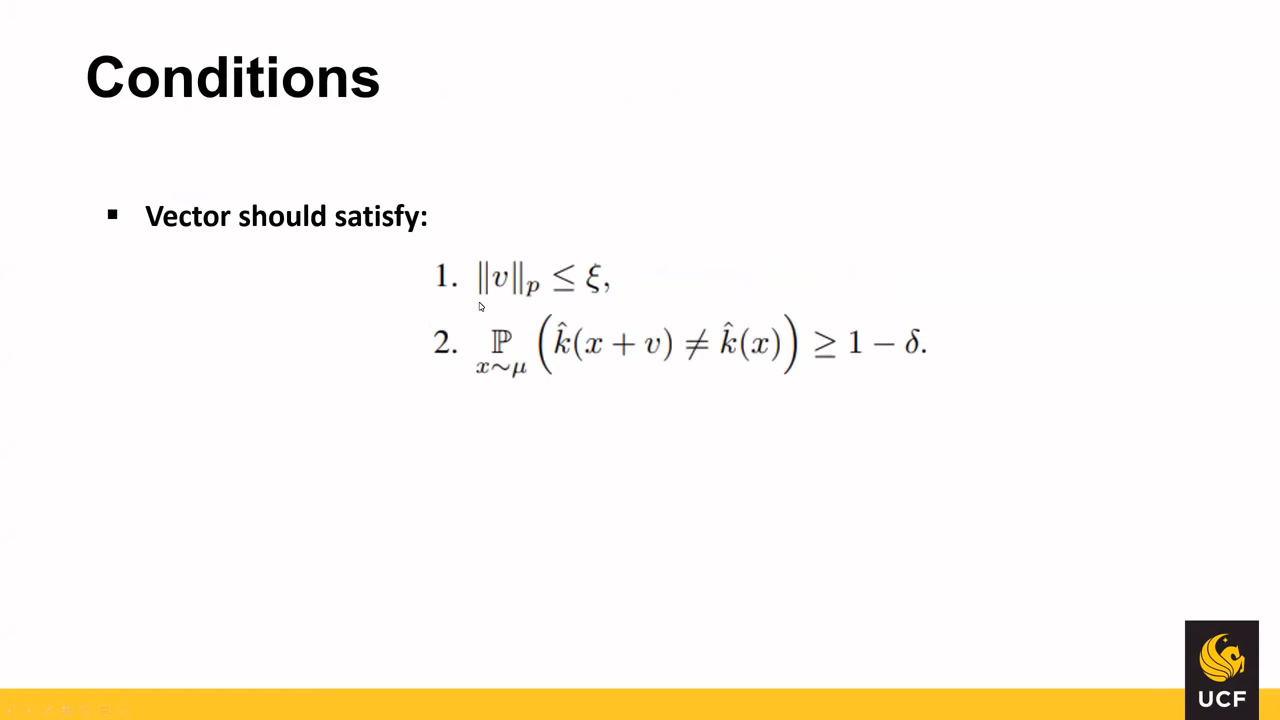 Conditions
▪ Vector should satisfy:
1. ‖v‖_p ≤ ξ,
2. ℙ_{x∼μ} ( k̂(x + v) ≠ k̂(x) ) ≥ 1 − δ.
UCF